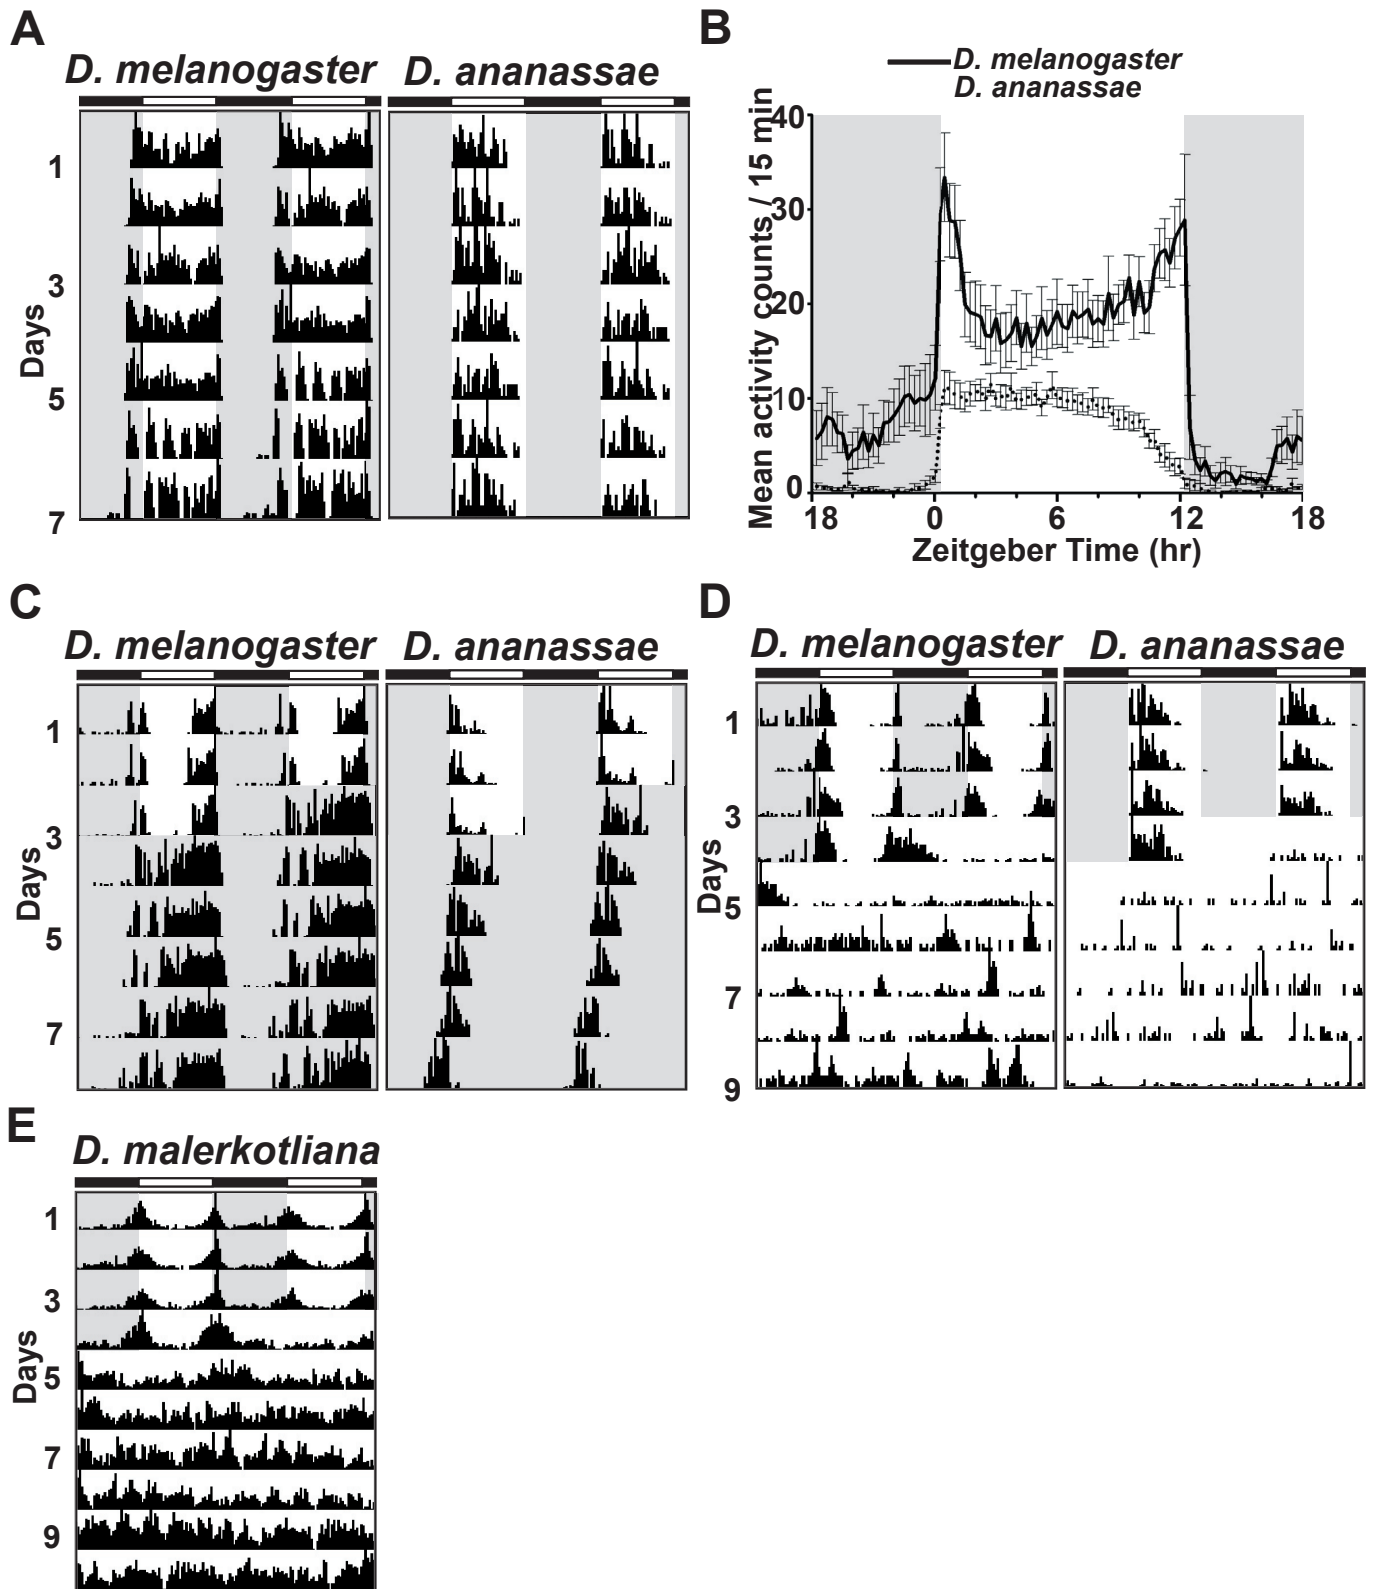 A
D. melanogaster D. ananassae
1
3
5
7
Days
B
D. melanogaster
D. ananassae
40
30
20
10
0
Mean activity counts / 15 min
18 0 6 12 18
Zeitgeber Time (hr)
C
D. melanogaster D. ananassae
1
3
5
7
Days
D
D. melanogaster D. ananassae
1
3
5
7
9
Days
E
D. malerkotliana
1
3
5
7
9
Days